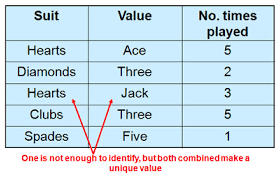 Suit Value No. times played
Hearts Ace 5
Diamonds Three 2
Hearts Jack 3
Clubs Three 5
Spades Five 1
One is not enough to identify, but both combined make a
unique value